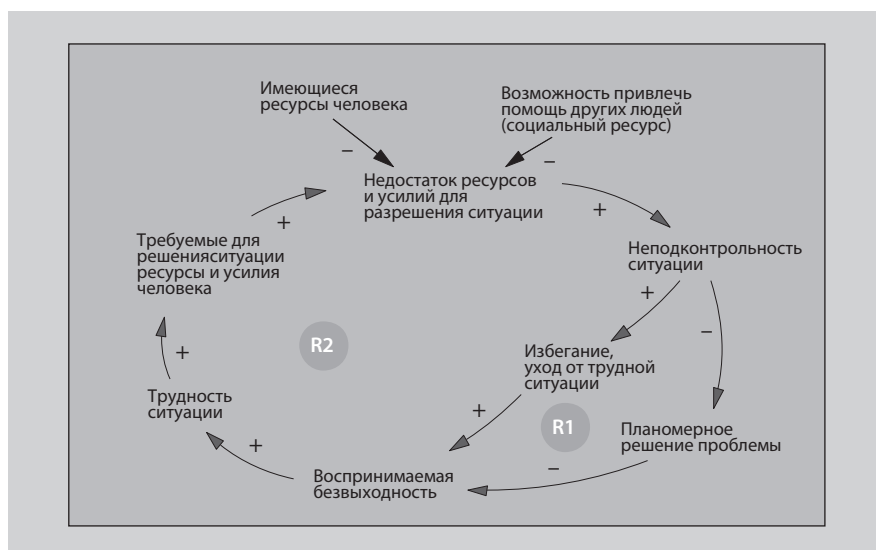 Имеющиеся
ресурсы человека
Возможность привлечь
помощь других людей
(социальный ресурс)
–
–
Недостаток ресурсов
и усилий для
разрешения ситуации
+
+
Требуемые для
решенияситуации
ресурсы и усилия
человека
Неподконтрольность
ситуации
+
–
R2
Избегание,
уход от трудной
ситуации
+
Трудность
ситуации
+
R1
Планомерное
решение проблемы
+
–
Воспринимаемая
безвыходность